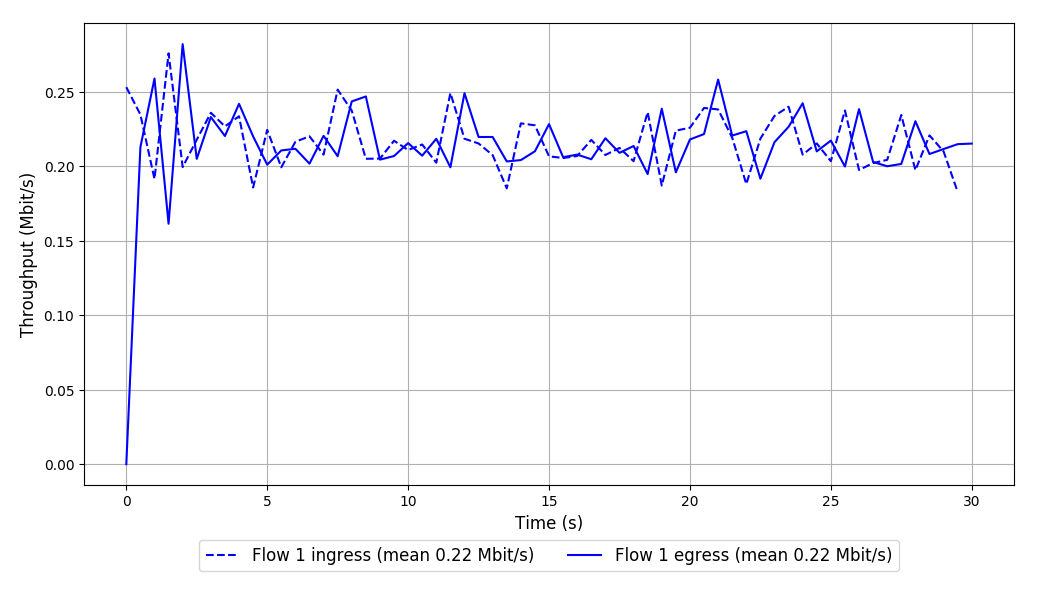 Throughput (Mbit/s)
0.25
0.20
0.15
0.10
0.05
0.00
0 5 10 15 20 25 30
Time (s)
Flow 1 ingress (mean 0.22 Mbit/s) Flow 1 egress (mean 0.22 Mbit/s)